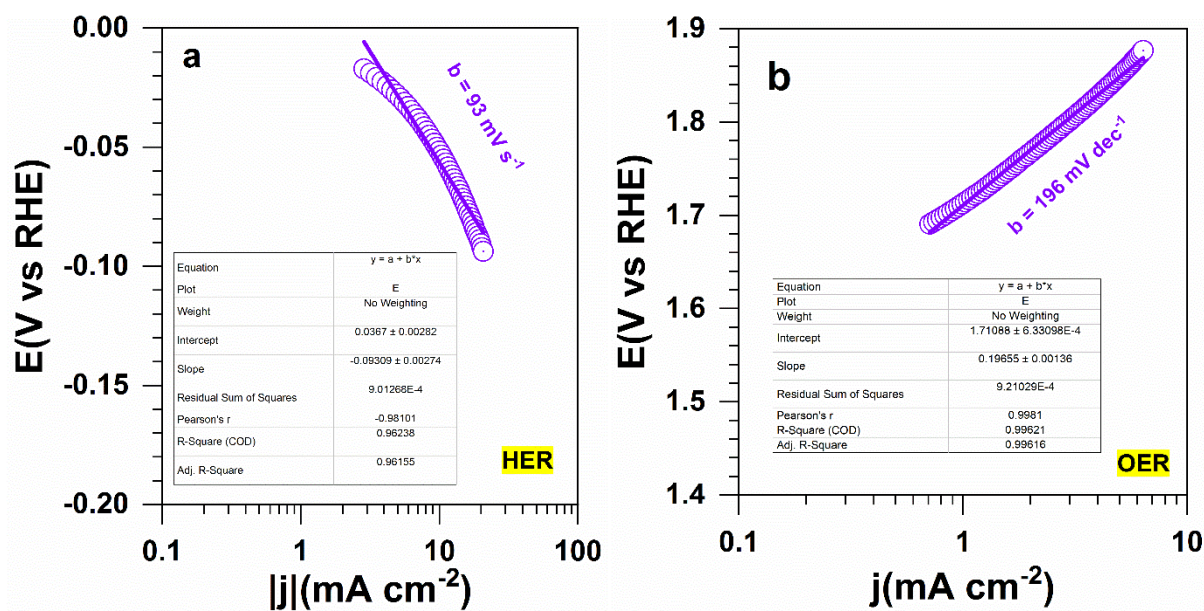 a
b = 93 mV s-1
E(V vs RHE)
0.00
-0.05
-0.10
-0.15
-0.20
Equation y = a + b*x
Plot E
Weight No Weighting
Intercept 0.0367 ± 0.00282
Slope -0.09309 ± 0.00274
Residual Sum of Squares 9.01268E-4
Pearson's r -0.98101
R-Square (COD) 0.96238
Adj. R-Square 0.96155
HER
0.1 1 10 100
|j|(mA cm-2)
b
b = 196 mV dec-1
E(V vs RHE)
1.9
1.8
1.7
1.6
1.5
1.4
Equation y = a + b*x
Plot E
Weight No Weighting
Intercept 1.71088 ± 6.33098E-4
Slope 0.19655 ± 0.00136
Residual Sum of Squares 9.21029E-4
Pearson's r 0.9981
R-Square (COD) 0.99621
Adj. R-Square 0.99616
OER
0.1 1 10
j(mA cm-2)